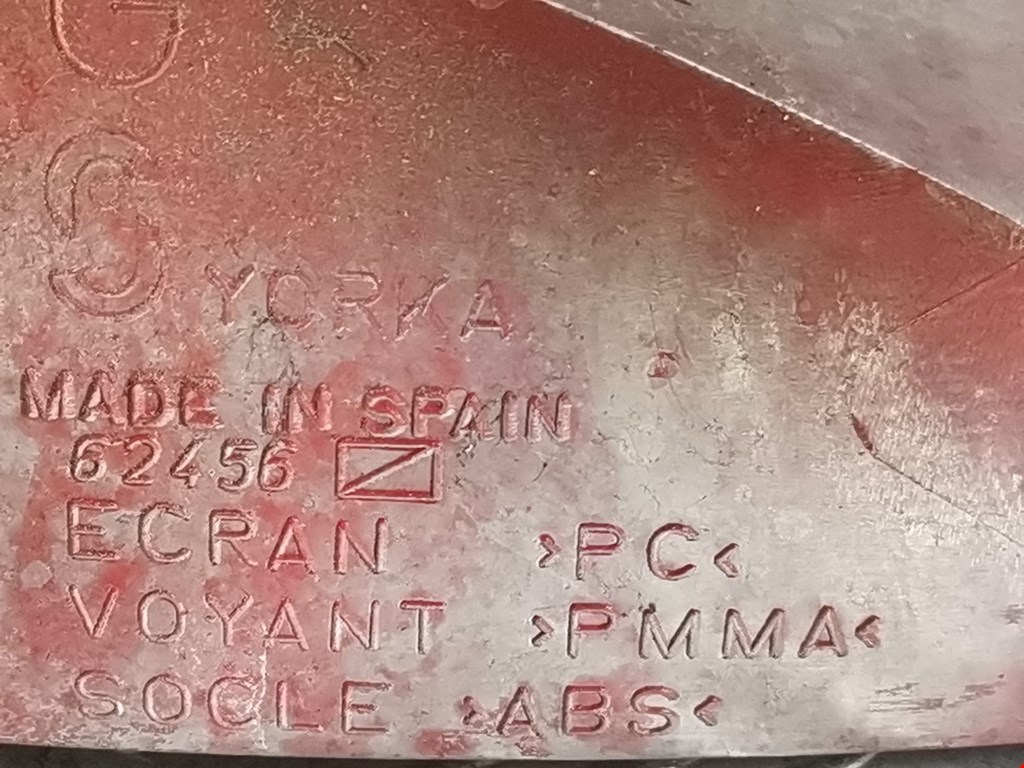 G
YORKA
MADE IN SPAIN
62456
ECRAN >PC<
VOYANT >PMMA<
SOCLE >ABS<